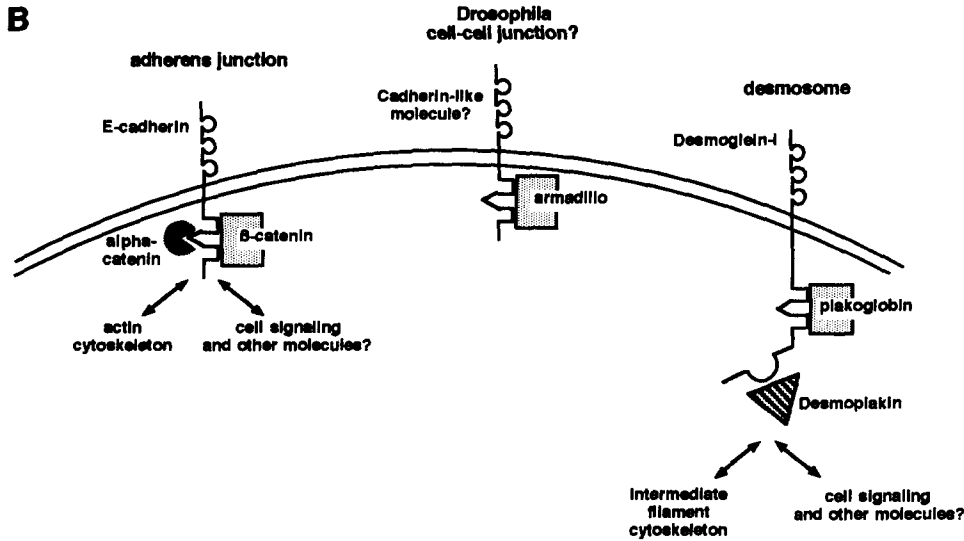 B
adherens junction
E-cadherin
alpha-
catenin
β-catenin
actin
cytoskeleton
cell signaling
and other molecules?
Drosophila
cell-cell junction?
Cadherin-like
molecule?
armadillo
desmosome
Desmoglein-I
plakoglobin
Desmoplakin
intermediate
filament
cytoskeleton
cell signaling
and other molecules?